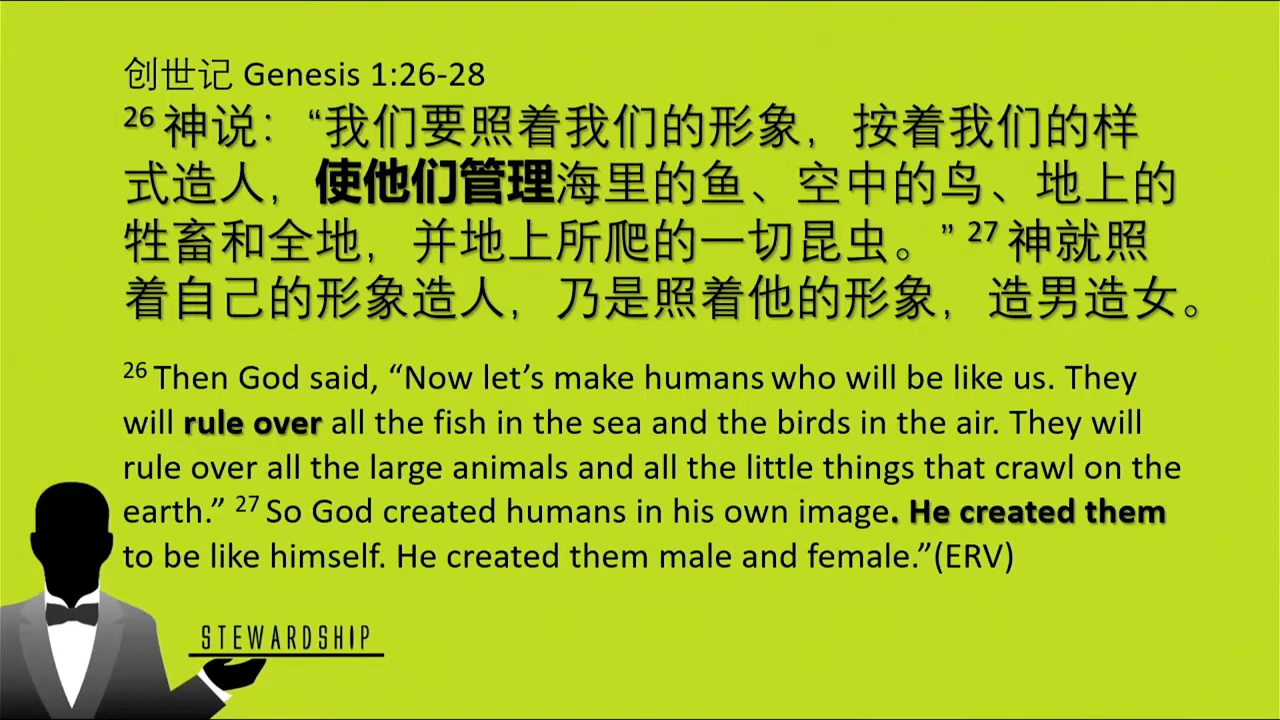 创世记 Genesis 1:26-28
26 神说：“我们要照着我们的形象，按着我们的样
式造人，使他们管理海里的鱼、空中的鸟、地上的
牲畜和全地，并地上所爬的一切昆虫。” 27 神就照
着自己的形象造人，乃是照着他的形象，造男造女。
26 Then God said, “Now let’s make humans who will be like us. They
will rule over all the fish in the sea and the birds in the air. They will
rule over all the large animals and all the little things that crawl on the
earth.” 27 So God created humans in his own image. He created them
to be like himself. He created them male and female.”(ERV)
STEWARDSHIP